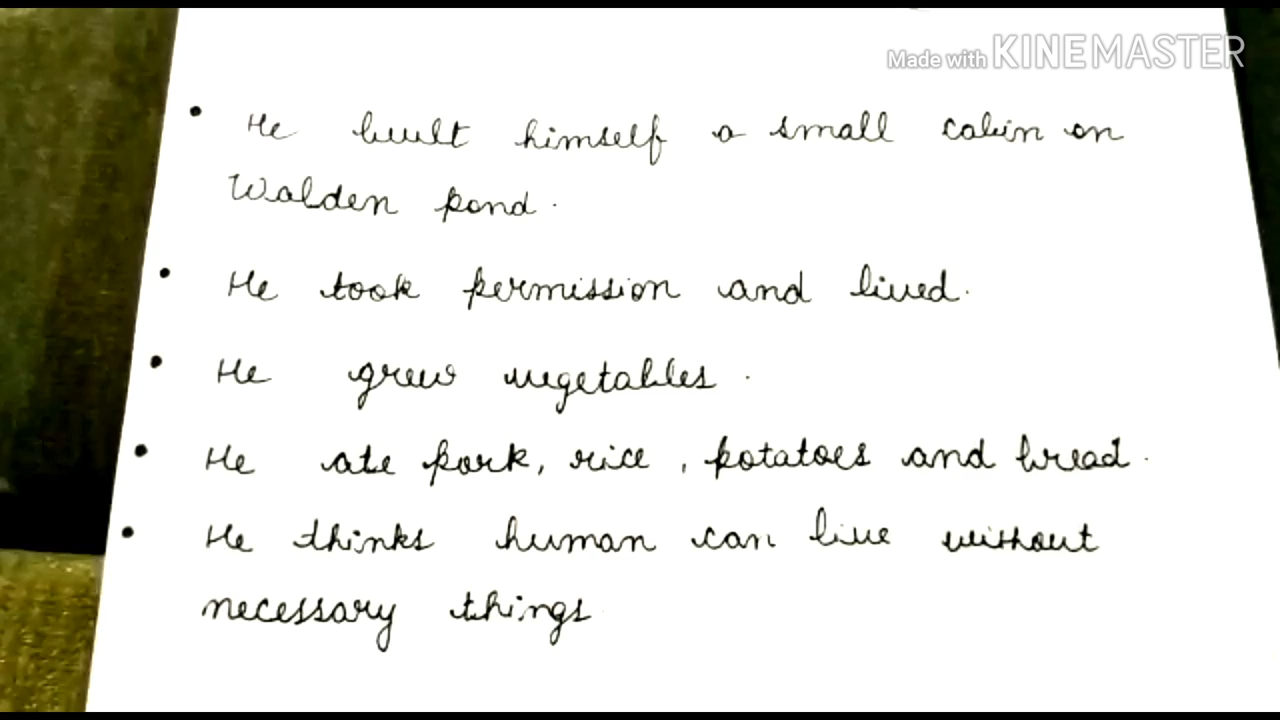 Made with KINEMASTER
• He built himself a small cabin on
Walden pond.
• He took permission and lived.
• He grew vegetables.
• He ate pork, rice, potatoes and bread.
• He thinks human can live without
necessary things